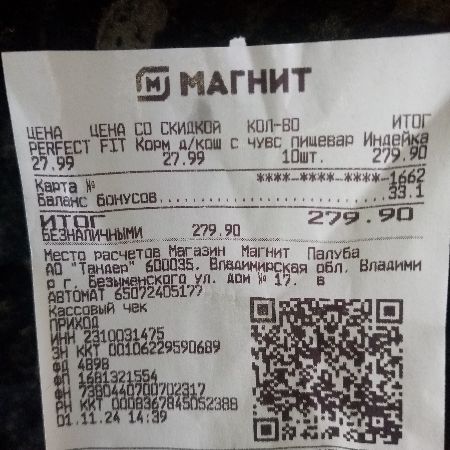 МАГНИТ
ЦЕНА ЦЕНА СО СКИДКОЙ КОЛ-ВО ИТОГ
PERFECT FIT Корм д/кош с чувс пищевар Индейка
27.99 27.99 10шт. 279.90
Карта № ****-****-****-1662
Баланс бонусов 33.1
ИТОГ 279.90
БЕЗНАЛИЧНЫМИ 279.90
Место расчетов Магазин Магнит Палуба
АО "Тандер" 600035, Владимирская обл, Владими
р г, Безыменского ул, дом № 17, в
АВТОМАТ 65072405177
Кассовый чек
ПРИХОД
ИНН 2310031475
ЗН ККТ 00106229590689
ФД 4898
ФП 1681321554
ФН 7380440700702317
РН ККТ 0008367845052388
01.11.24 14:39